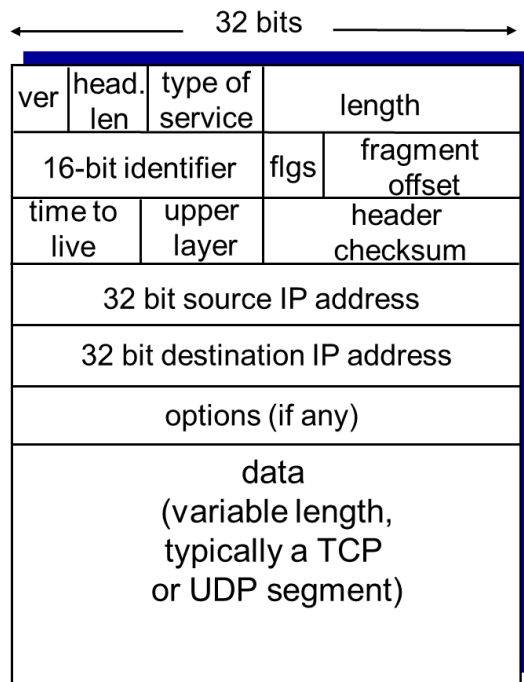 32 bits
ver
head.
len
type of
service
length
16-bit identifier
flgs
fragment
offset
time to
live
upper
layer
header
checksum
32 bit source IP address
32 bit destination IP address
options (if any)
data
(variable length,
typically a TCP
or UDP segment)